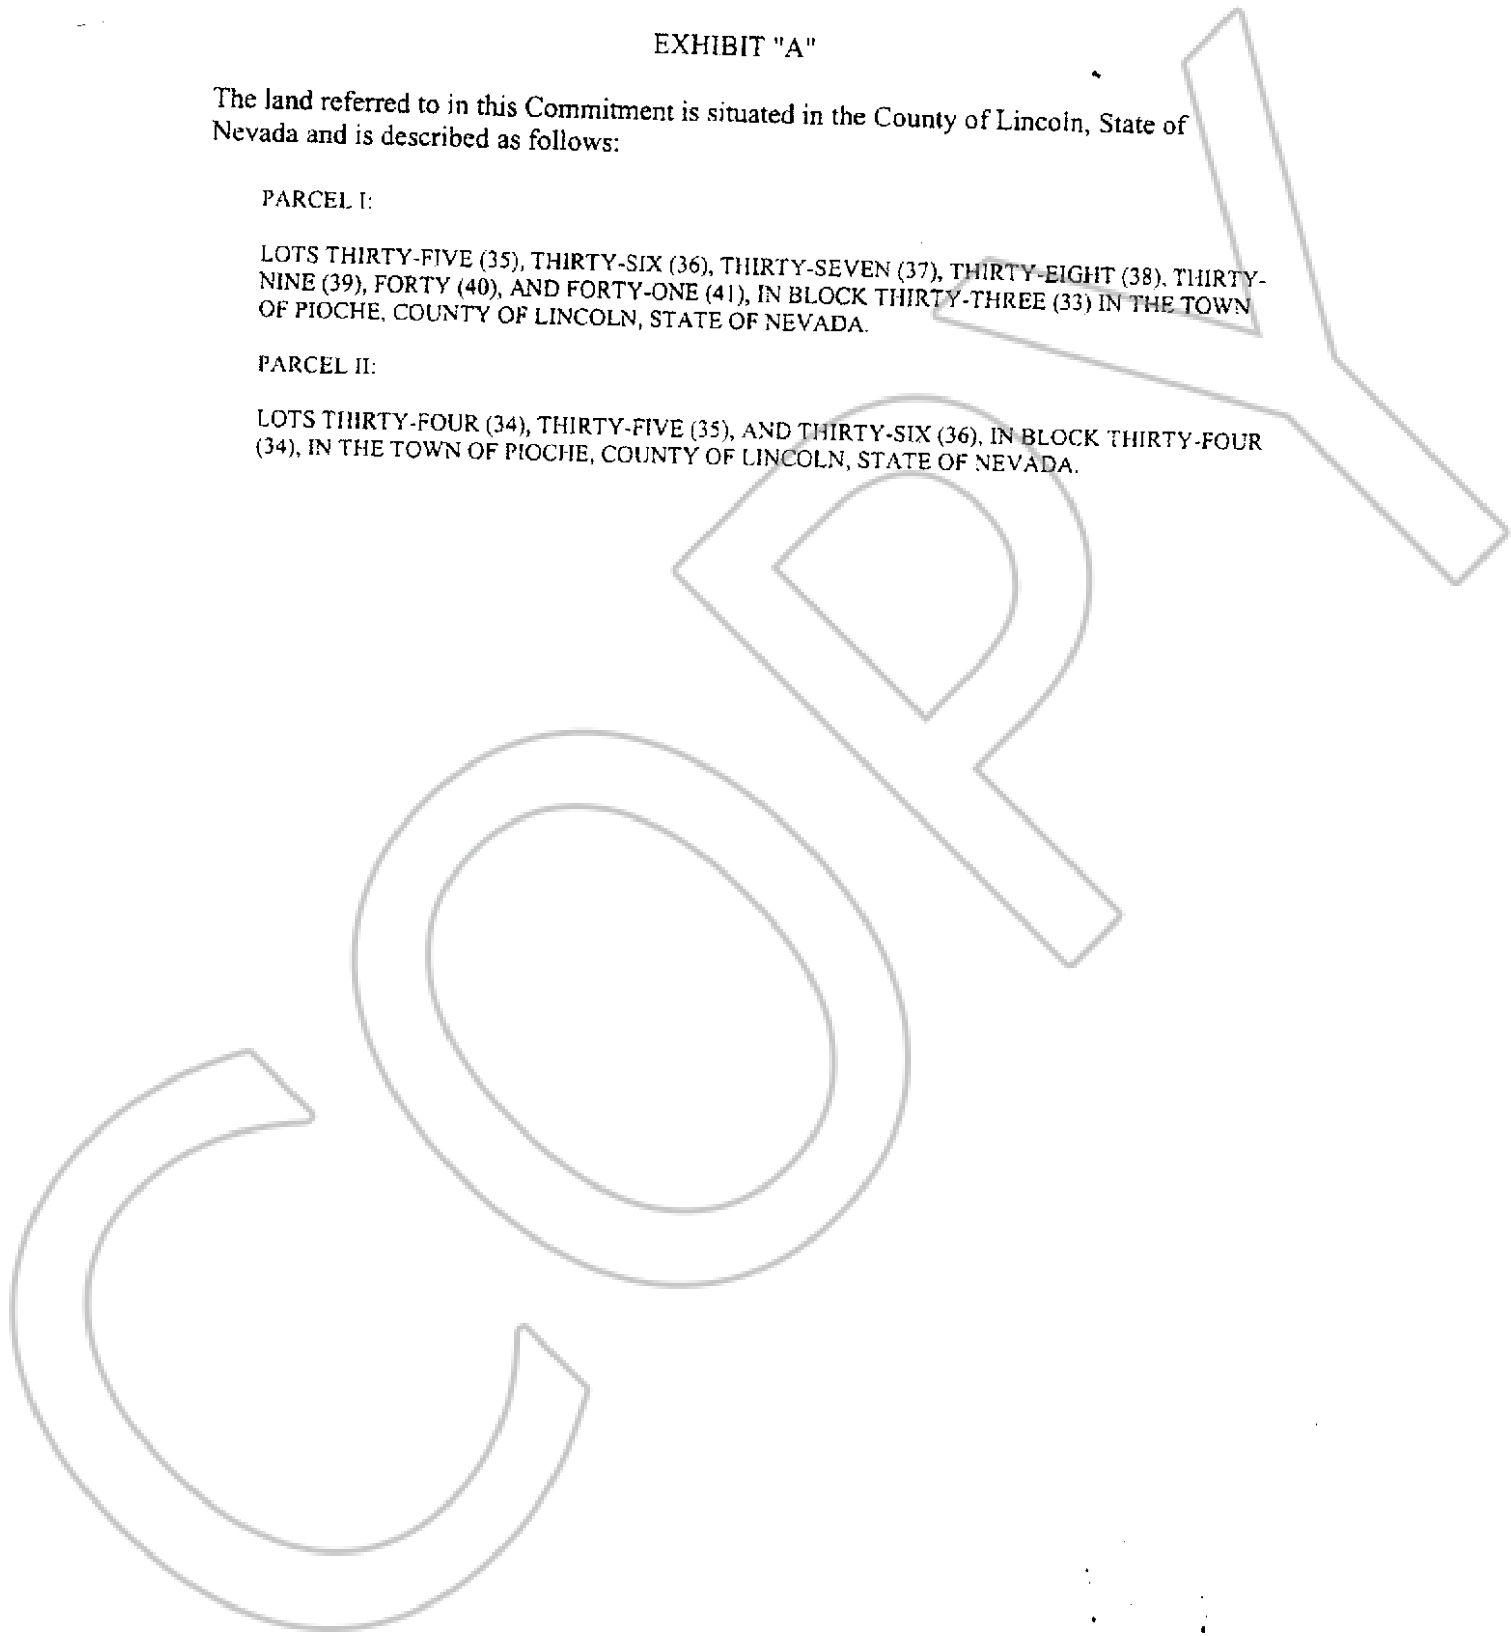 EXHIBIT "A"
The land referred to in this Commitment is situated in the County of Lincoln, State of
Nevada and is described as follows:
PARCEL I:
LOTS THIRTY-FIVE (35), THIRTY-SIX (36), THIRTY-SEVEN (37), THIRTY-EIGHT (38), THIRTY-
NINE (39), FORTY (40), AND FORTY-ONE (41), IN BLOCK THIRTY-THREE (33) IN THE TOWN
OF PIOCHE, COUNTY OF LINCOLN, STATE OF NEVADA.
PARCEL II:
LOTS THIRTY-FOUR (34), THIRTY-FIVE (35), AND THIRTY-SIX (36), IN BLOCK THIRTY-FOUR
(34), IN THE TOWN OF PIOCHE, COUNTY OF LINCOLN, STATE OF NEVADA.
COPY